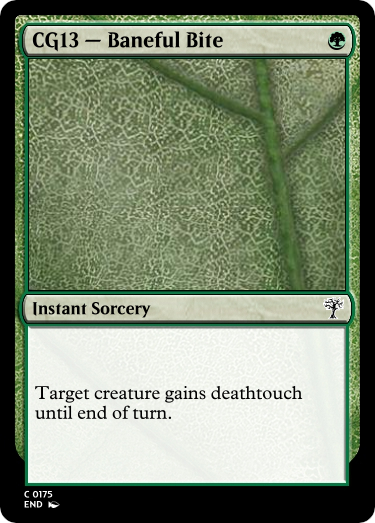 CG13 — Baneful Bite
Instant Sorcery
Target creature gains deathtouch
until end of turn.
C 0175
END